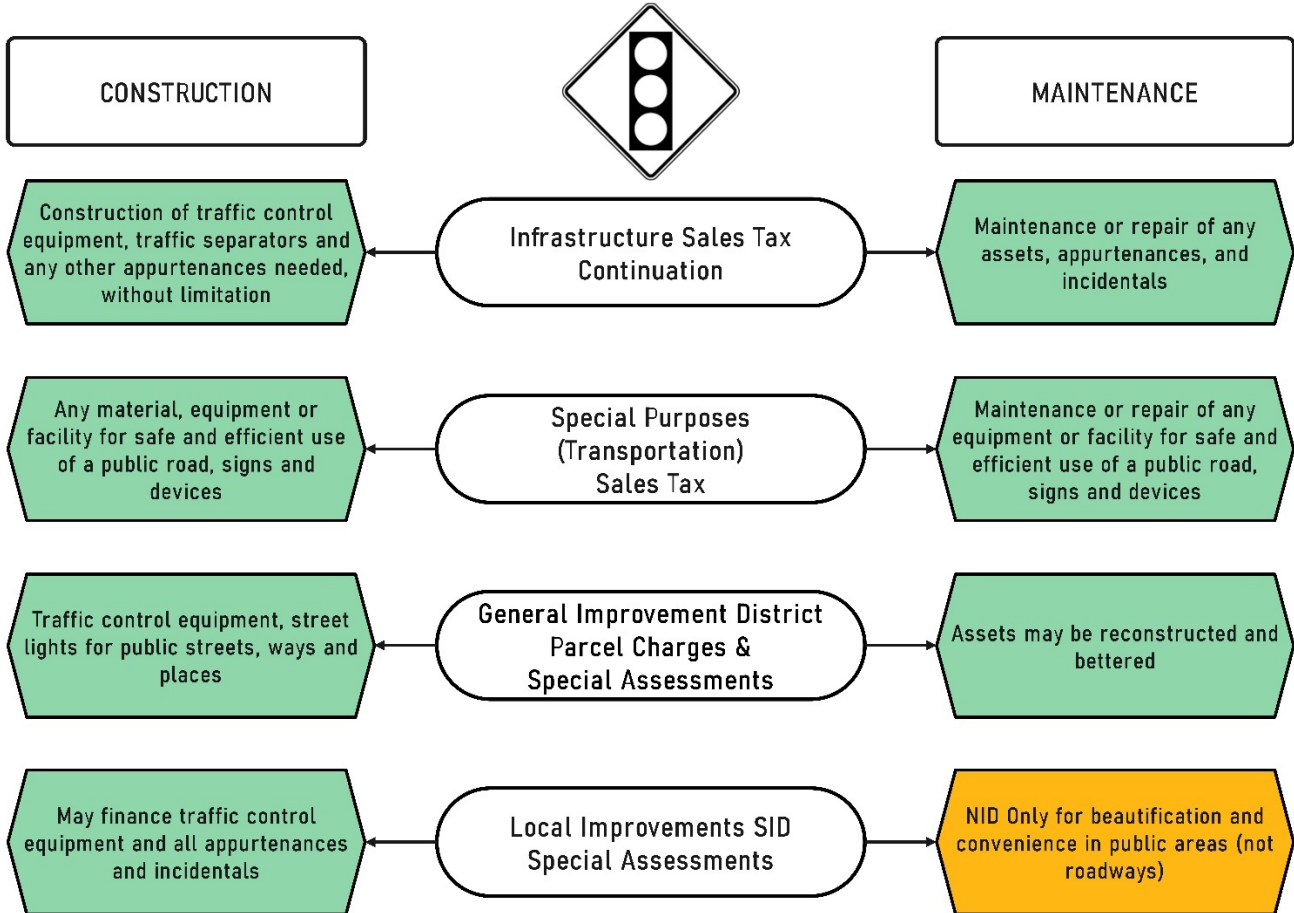 CONSTRUCTION
MAINTENANCE
Construction of traffic control
equipment, traffic separators and
any other appurtenances needed,
without limitation
Infrastructure Sales Tax
Continuation
Maintenance or repair of any
assets, appurtenances, and
incidentals
Any material, equipment or
facility for safe and efficient use
of a public road, signs and
devices
Special Purposes
(Transportation)
Sales Tax
Maintenance or repair of any
equipment or facility for safe and
efficient use of a public road,
signs and devices
Traffic control equipment, street
lights for public streets, ways and
places
General Improvement District
Parcel Charges &
Special Assessments
Assets may be reconstructed and
bettered
May finance traffic control
equipment and all appurtenances
and incidentals
Local Improvements SID
Special Assessments
NID Only for beautification and
convenience in public areas (not
roadways)